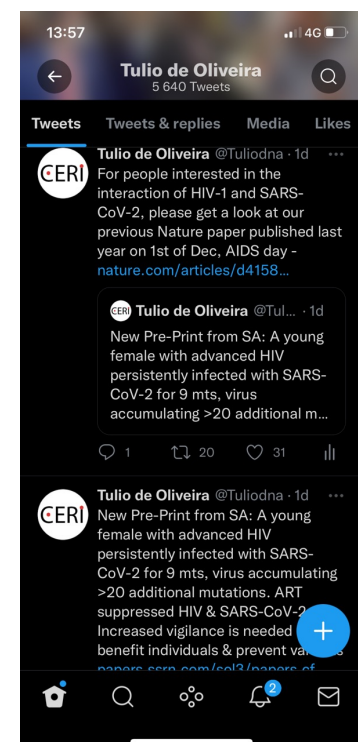 13:57
4G
Tulio de Oliveira
5 640 Tweets
Tweets Tweets & replies Media Likes
CERI
Tulio de Oliveira @Tuliodna · 1d
For people interested in the
interaction of HIV-1 and SARS-
CoV-2, please get a look at our
previous Nature paper published last
year on 1st of Dec, AIDS day -
nature.com/articles/d4158...
CERI Tulio de Oliveira @Tul... · 1d
New Pre-Print from SA: A young
female with advanced HIV
persistently infected with SARS-
CoV-2 for 9 mts, virus
accumulating >20 additional m...
1 20 31
CERI
Tulio de Oliveira @Tuliodna · 1d
New Pre-Print from SA: A young
female with advanced HIV
persistently infected with SARS-
CoV-2 for 9 mts, virus accumulating
>20 additional mutations. ART
suppressed HIV & SARS-CoV-2
Increased vigilance is needed
benefit individuals & prevent
papers.ssrn.com/sol3/papers.cf
2